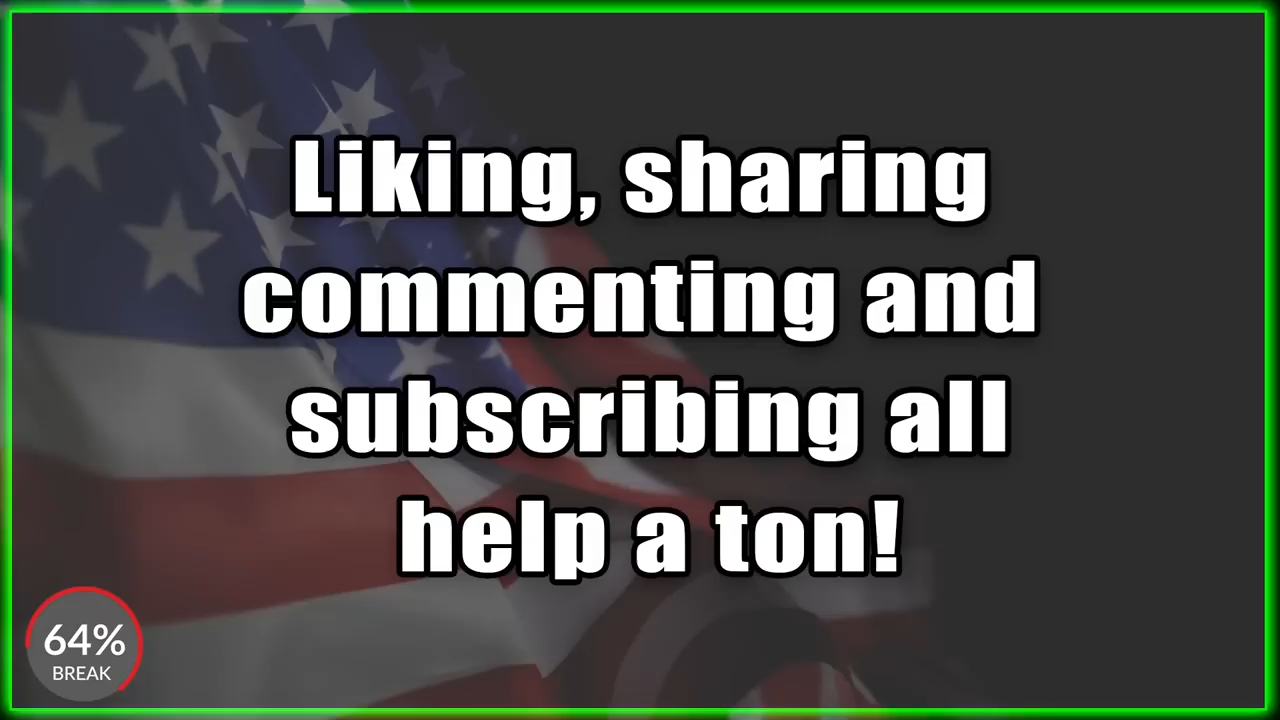 Liking, sharing
commenting and
subscribing all
help a ton!
64%
BREAK